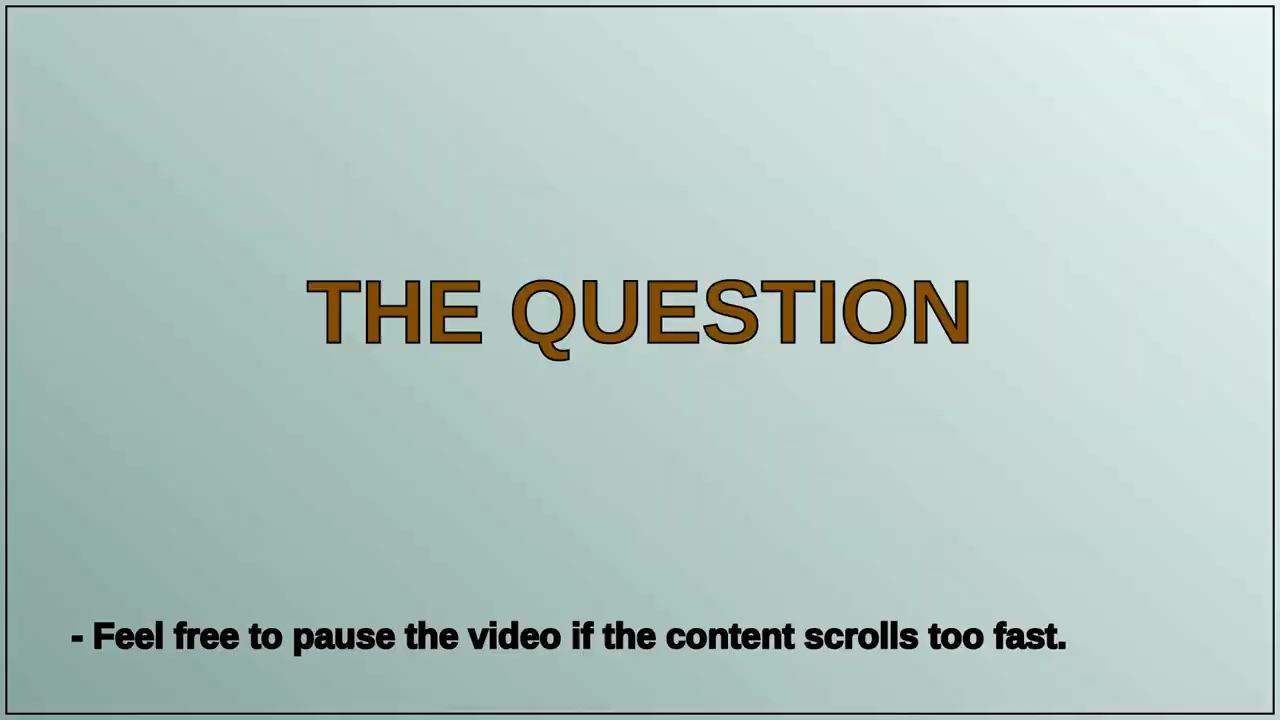 THE QUESTION
- Feel free to pause the video if the content scrolls too fast.